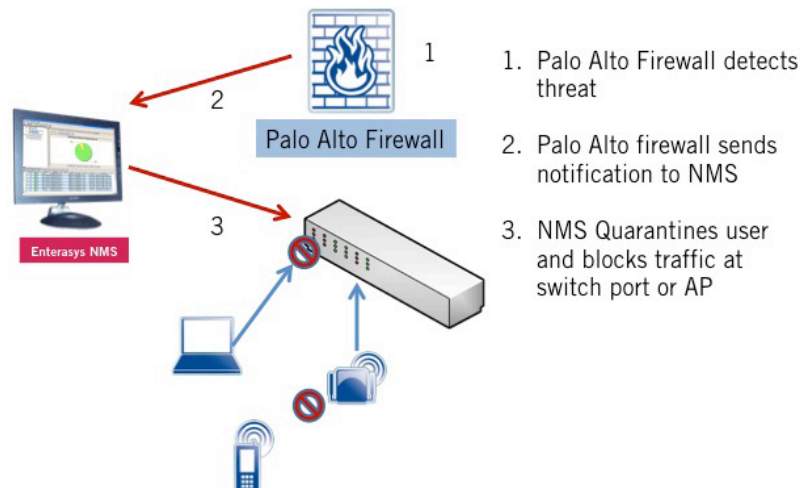 1
1. Palo Alto Firewall detects
threat
2
Palo Alto Firewall
2. Palo Alto firewall sends
notification to NMS
3
Enterasys NMS
3. NMS Quarantines user
and blocks traffic at
switch port or AP